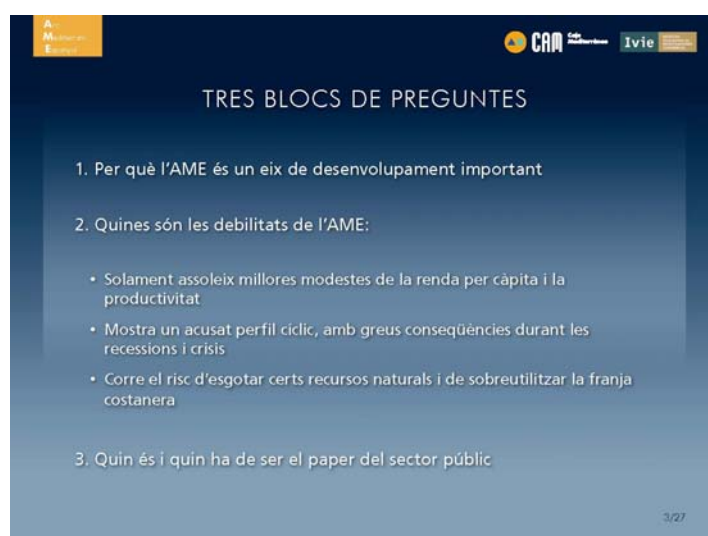 A
M
E
CAM Caja Mediterráneo
Ivie
TRES BLOCS DE PREGUNTES
1. Per què l'AME és un eix de desenvolupament important
2. Quines són les debilitats de l'AME:
• Solament assoleix millores modestes de la renda per càpita i la
productivitat
• Mostra un acusat perfil cíclic, amb greus conseqüències durant les
recessions i crisis
• Corre el risc d'esgotar certs recursos naturals i de sobreutilitzar la franja
costanera
3. Quin és i quin ha de ser el paper del sector públic
3/27